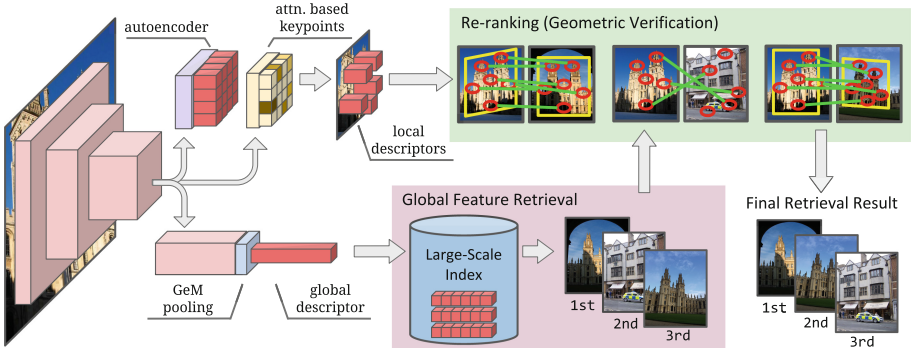 autoencoder
attn. based
keypoints
local
descriptors
Re-ranking (Geometric Verification)
GeM
pooling
global
descriptor
Global Feature Retrieval
Large-Scale
Index
1st
2nd
3rd
Final Retrieval Result
1st
2nd
3rd